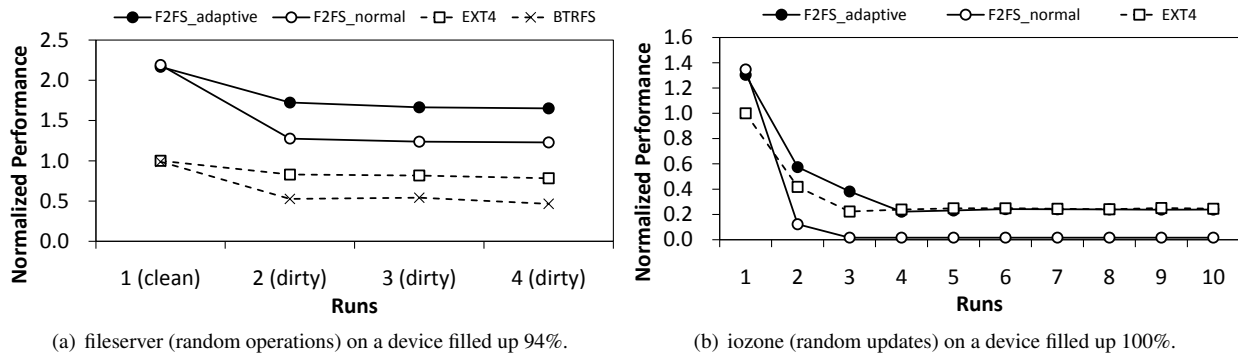 F2FS_adaptive F2FS_normal EXT4 BTRFS
2.5
2.0
1.5
1.0
0.5
0.0
Normalized Performance
1 (clean) 2 (dirty) 3 (dirty) 4 (dirty)
Runs
(a) fileserver (random operations) on a device filled up 94%.
F2FS_adaptive F2FS_normal EXT4
1.6
1.4
1.2
1.0
0.8
0.6
0.4
0.2
0.0
Normalized Performance
1 2 3 4 5 6 7 8 9 10
Runs
(b) iozone (random updates) on a device filled up 100%.